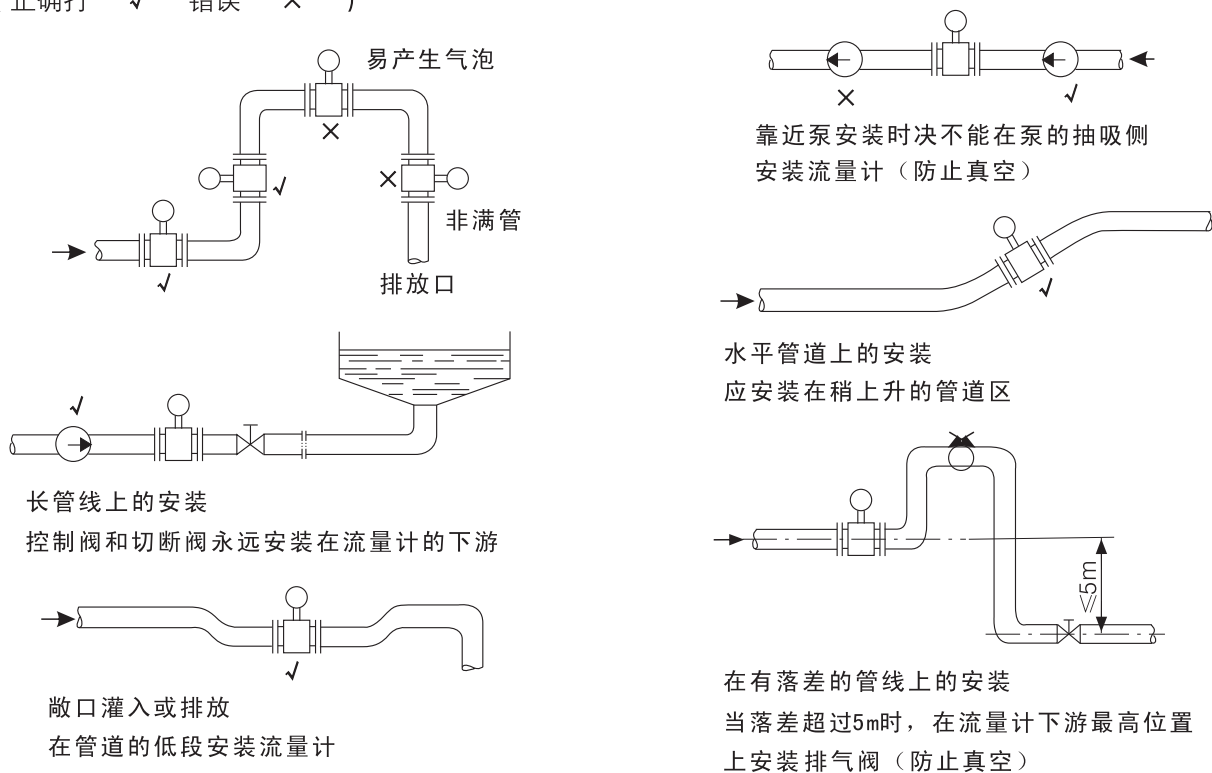 正确打 √ 错误 × )
易产生气泡
×
√
×
非满管
√
排放口
√
长管线上的安装
控制阀和切断阀永远安装在流量计的下游
√
敞口灌入或排放
在管道的低段安装流量计
× √
靠近泵安装时决不能在泵的抽吸侧
安装流量计（防止真空）
√
水平管道上的安装
应安装在稍上升的管道区
≤5m
在有落差的管线上的安装
当落差超过5m时，在流量计下游最高位置
上安装排气阀（防止真空）